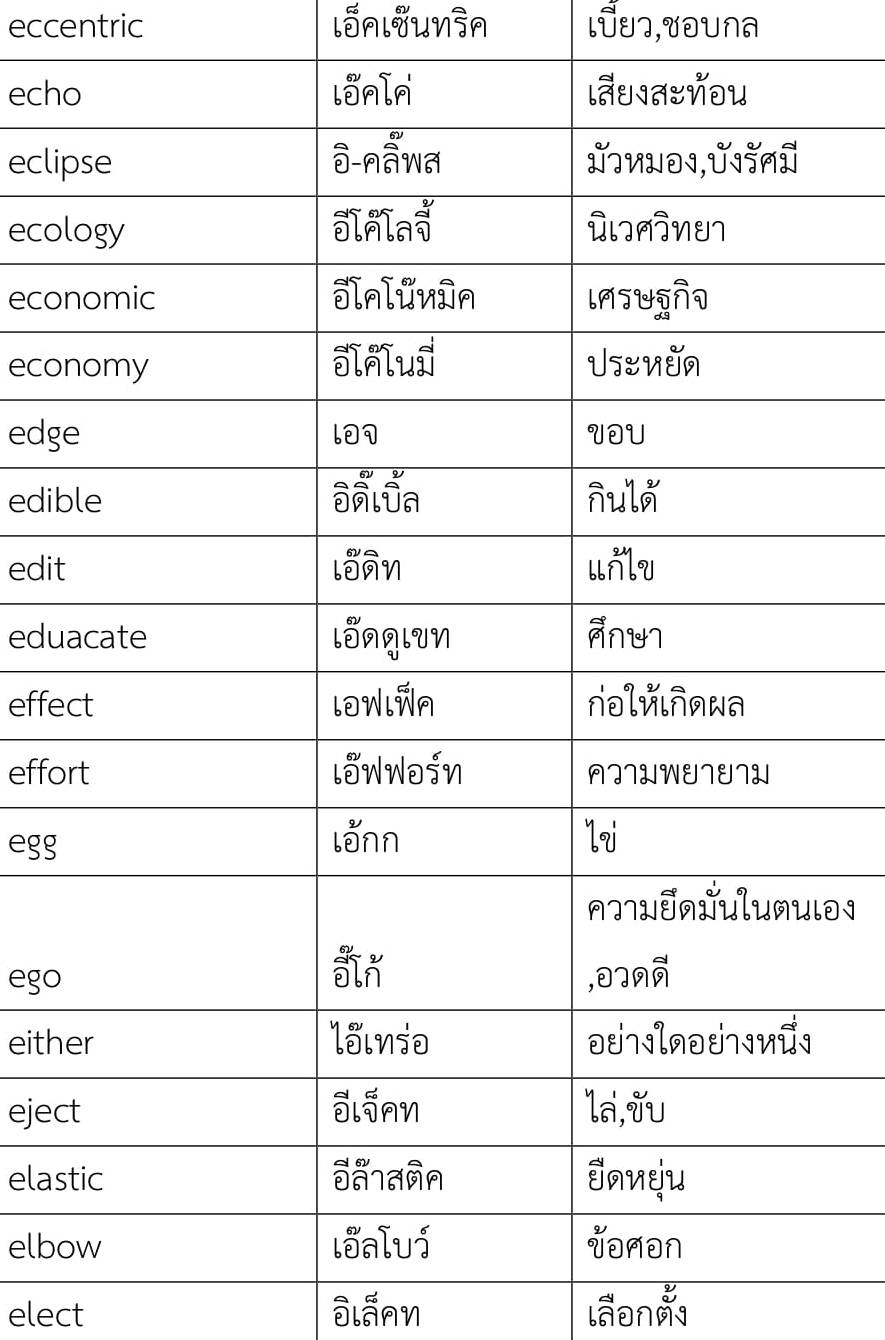 eccentric เอ็คเซ๊นทริค เบี้ยว,ชอบกล
echo เอ๊คโค่ เสียงสะท้อน
eclipse อิ-คลิ๊พส มัวหมอง,บังรัศมี
ecology อีโค๊โลจี้ นิเวศวิทยา
economic อีโคโน๊หมิค เศรษฐกิจ
economy อีโค๊โนมี่ ประหยัด
edge เอจ ขอบ
edible อิดิ๊เบิ้ล กินได้
edit เอ๊ดิท แก้ไข
eduacate เอ๊ดดูเขท ศึกษา
effect เอฟเฟ็ค ก่อให้เกิดผล
effort เอ๊ฟฟอร์ท ความพยายาม
egg เอ้กก ไข่
ความยึดมั่นในตนเอง
ego อี๊โก้ ,อวดดี
either ไอ๊เทร่อ อย่างใดอย่างหนึ่ง
eject อีเจ็คท ไล่,ขับ
elastic อีล๊าสติค ยืดหยุ่น
elbow เอ๊ลโบว์ ข้อศอก
elect อิเล็คท เลือกตั้ง